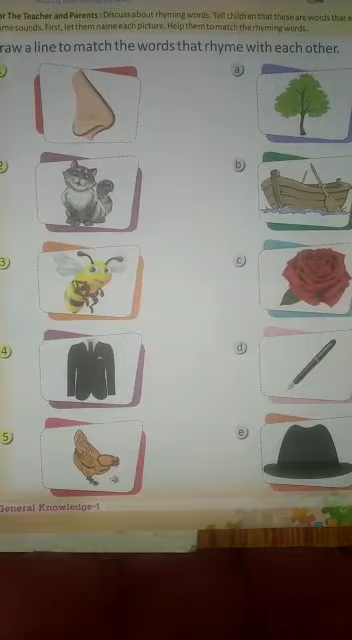 or The Teacher and Parents : Discuss about rhyming words. Tell children that these are words that e
me sounds. First, let them name each picture. Help them to match the rhyming words.
raw a line to match the words that rhyme with each other.
a
2
b
3
c
4
d
5
e
General Knowledge-1